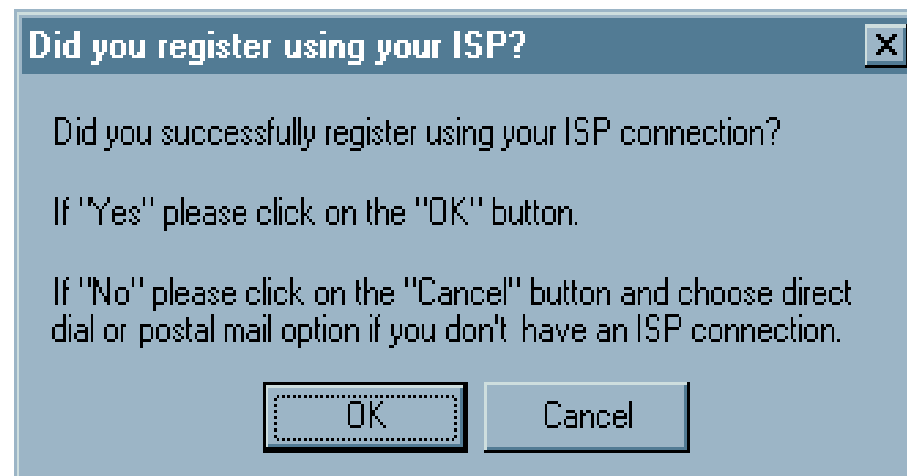 Did you register using your ISP?
Did you successfully register using your ISP connection?
If "Yes" please click on the "OK" button.
If "No" please click on the "Cancel" button and choose direct
dial or postal mail option if you don't have an ISP connection.
OK
Cancel